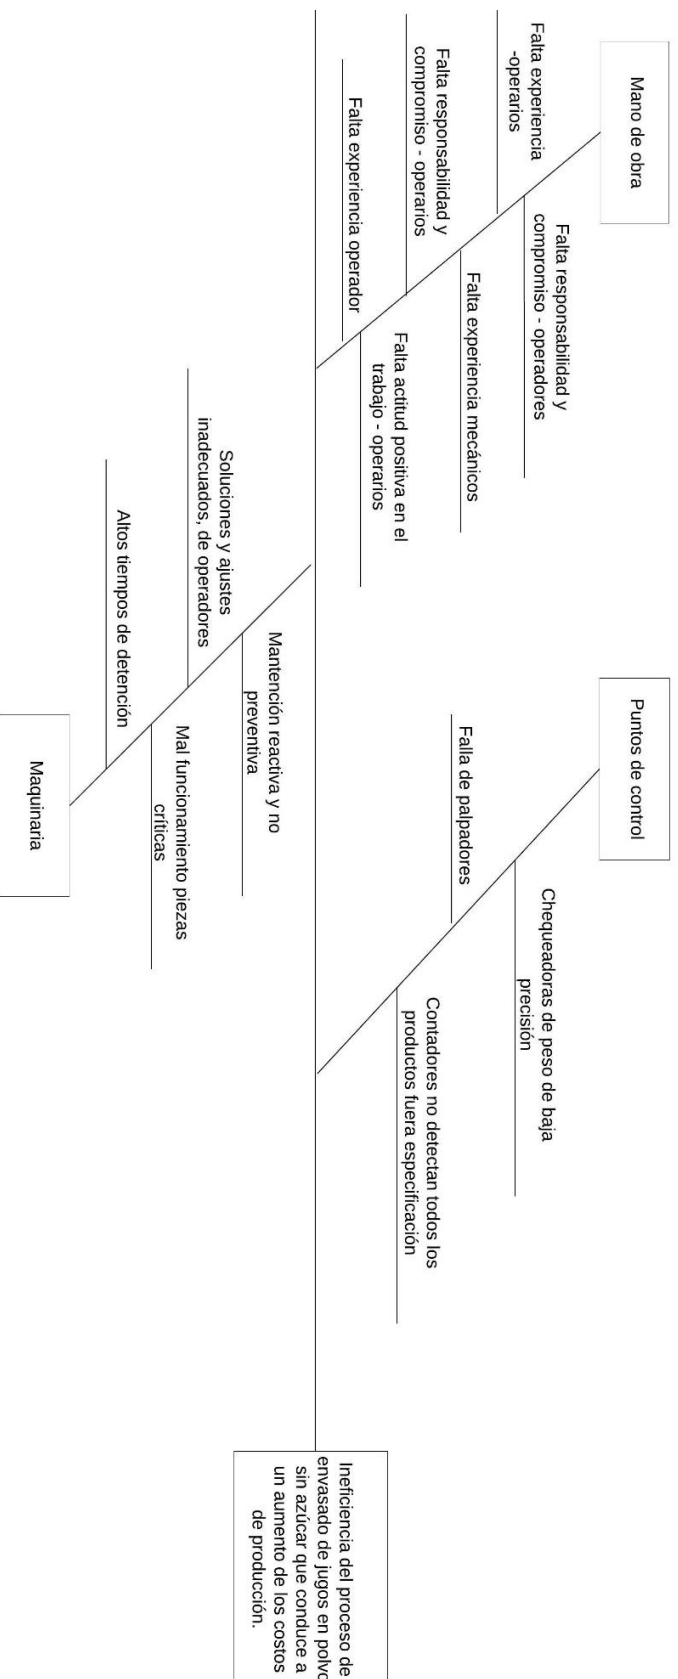 Mano de obra
Puntos de control
Falta experiencia
-operarios
Falta responsabilidad y
compromiso - operadores
Falta responsabilidad y
compromiso - operarios
Falta experiencia mecánicos
Falta experiencia operador
Falta actitud positiva en el
trabajo - operarios
Chequeadoras de peso de baja
precisión
Falla de palpadores
Contadores no detectan todos los
productos fuera especificación
Ineficiencia del proceso de
envasado de jugos en polvo
sin azúcar que conduce a
un aumento de los costos
de producción.
Mantención reactiva y no
preventiva
Soluciones y ajustes
inadecuados, de operadores
Mal funcionamiento piezas
críticas
Altos tiempos de detención
Maquinaria